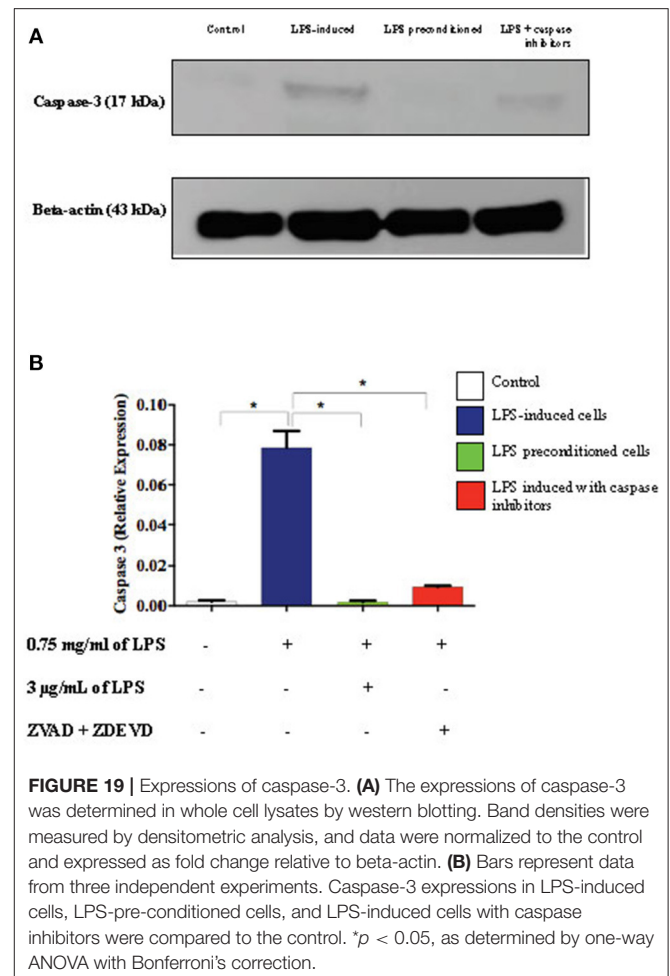 A
Control LPS-induced LPS preconditioned LPS + caspase
inhibitors
Caspase-3 (17 kDa)
Beta-actin (43 kDa)
B
Caspase 3 (Relative Expression)
0.10
0.08
0.06
0.04
0.02
0.00
* * *
Control
LPS-induced cells
LPS preconditioned cells
LPS induced with caspase
inhibitors
0.75 mg/ml of LPS - + + +
3 µg/mL of LPS - - + -
ZVAD + ZDEVD - - - +
FIGURE 19 | Expressions of caspase-3. (A) The expressions of caspase-3
was determined in whole cell lysates by western blotting. Band densities were
measured by densitometric analysis, and data were normalized to the control
and expressed as fold change relative to beta-actin. (B) Bars represent data
from three independent experiments. Caspase-3 expressions in LPS-induced
cells, LPS-pre-conditioned cells, and LPS-induced cells with caspase
inhibitors were compared to the control. *p < 0.05, as determined by one-way
ANOVA with Bonferroni's correction.